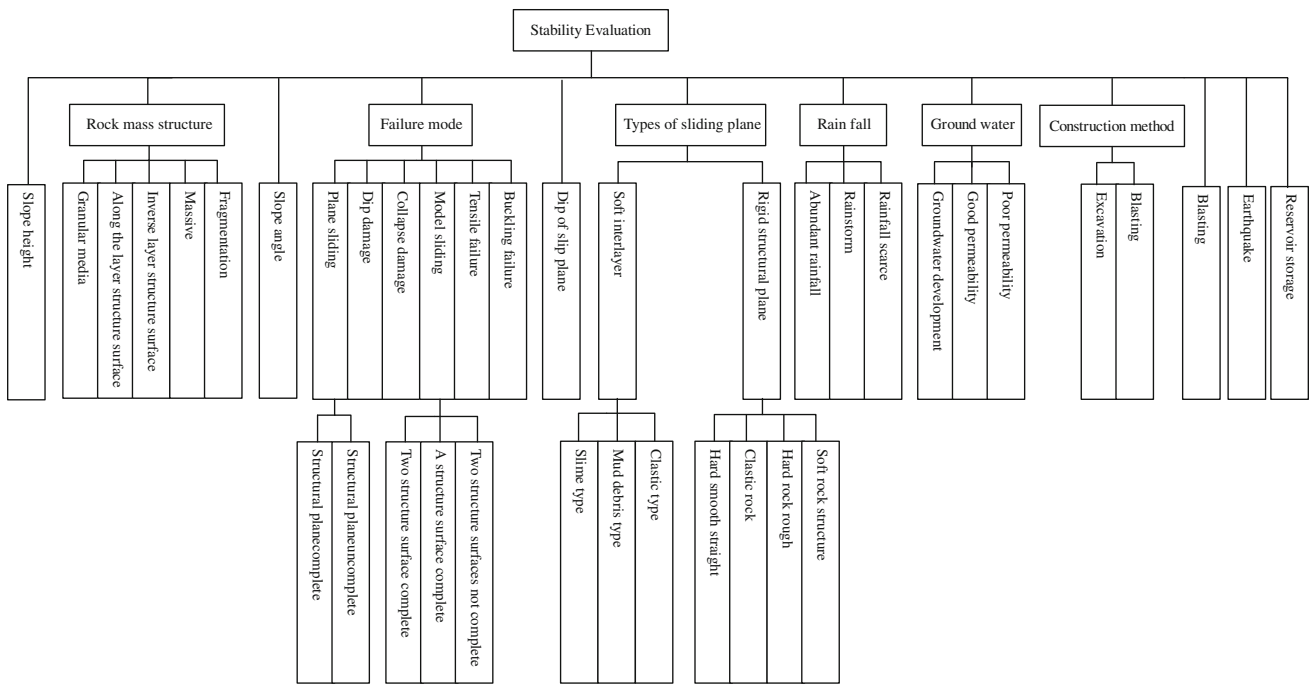 Stability Evaluation
Rock mass structure
Failure mode
Types of sliding plane
Rain fall
Ground water
Construction method
Slope height
Granular media
Along the layer structure surface
Inverse layer structure surface
Massive
Fragmentation
Slope angle
Plane sliding
Dip damage
Collapse damage
Model sliding
Tensile failure
Buckling failure
Dip of slip plane
Soft interlayer
Rigid structural plane
Abundant rainfall
Rainstorm
Rainfall scarce
Groundwater development
Good permeability
Poor permeability
Excavation
Blasting
Blasting
Earthquake
Reservoir storage
Structural planecomplete
Structural planeuncomplete
Two structure surface complete
A structure surface complete
Two structure surfaces not complete
Slime type
Mud debris type
Clastic type
Hard smooth straight
Clastic rock
Hard rock rough
Soft rock structure